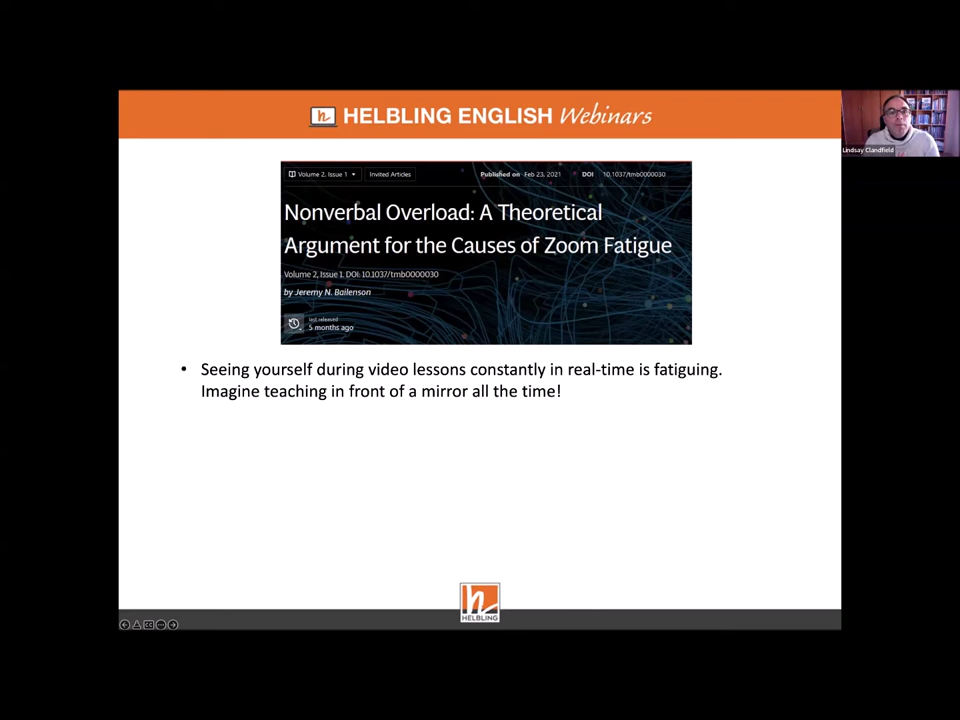 HELBLING ENGLISH Webinars
Lindsay Clandfield
Volume 2, Issue 1 Invited Articles Published on Feb 23, 2021 DOI 10.1037/tmb0000030
Nonverbal Overload: A Theoretical
Argument for the Causes of Zoom Fatigue
Volume 2, Issue 1. DOI: 10.1037/tmb0000030
by Jeremy N. Bailenson
last released
5 months ago
• Seeing yourself during video lessons constantly in real-time is fatiguing.
Imagine teaching in front of a mirror all the time!
h
HELBLING